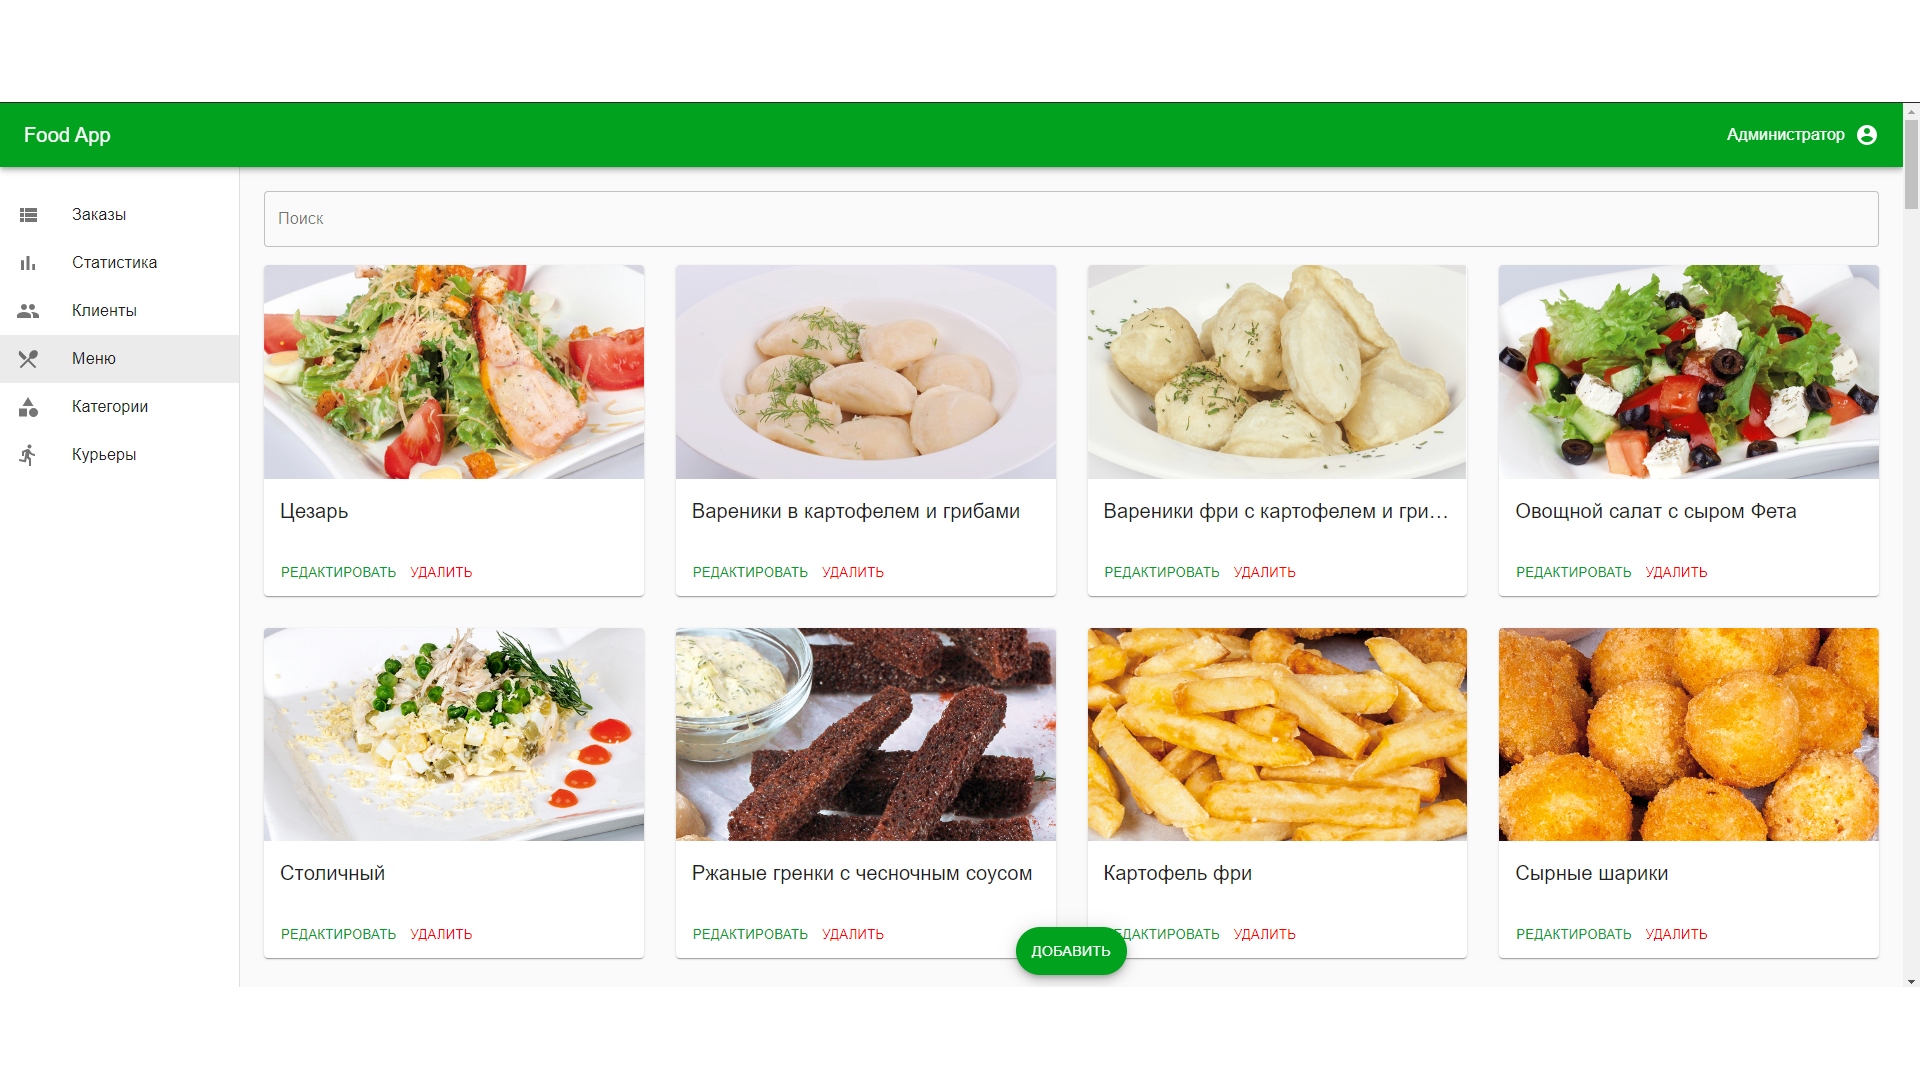 Food App
Администратор
Заказы
Статистика
Клиенты
Меню
Категории
Курьеры
Поиск
Цезарь
РЕДАКТИРОВАТЬ УДАЛИТЬ
Вареники в картофелем и грибами
РЕДАКТИРОВАТЬ УДАЛИТЬ
Вареники фри с картофелем и гри...
РЕДАКТИРОВАТЬ УДАЛИТЬ
Овощной салат с сыром Фета
РЕДАКТИРОВАТЬ УДАЛИТЬ
Столичный
РЕДАКТИРОВАТЬ УДАЛИТЬ
Ржаные гренки с чесночным соусом
РЕДАКТИРОВАТЬ УДАЛИТЬ
Картофель фри
ДАКТИРОВАТЬ УДАЛИТЬ
Сырные шарики
РЕДАКТИРОВАТЬ УДАЛИТЬ
ДОБАВИТЬ